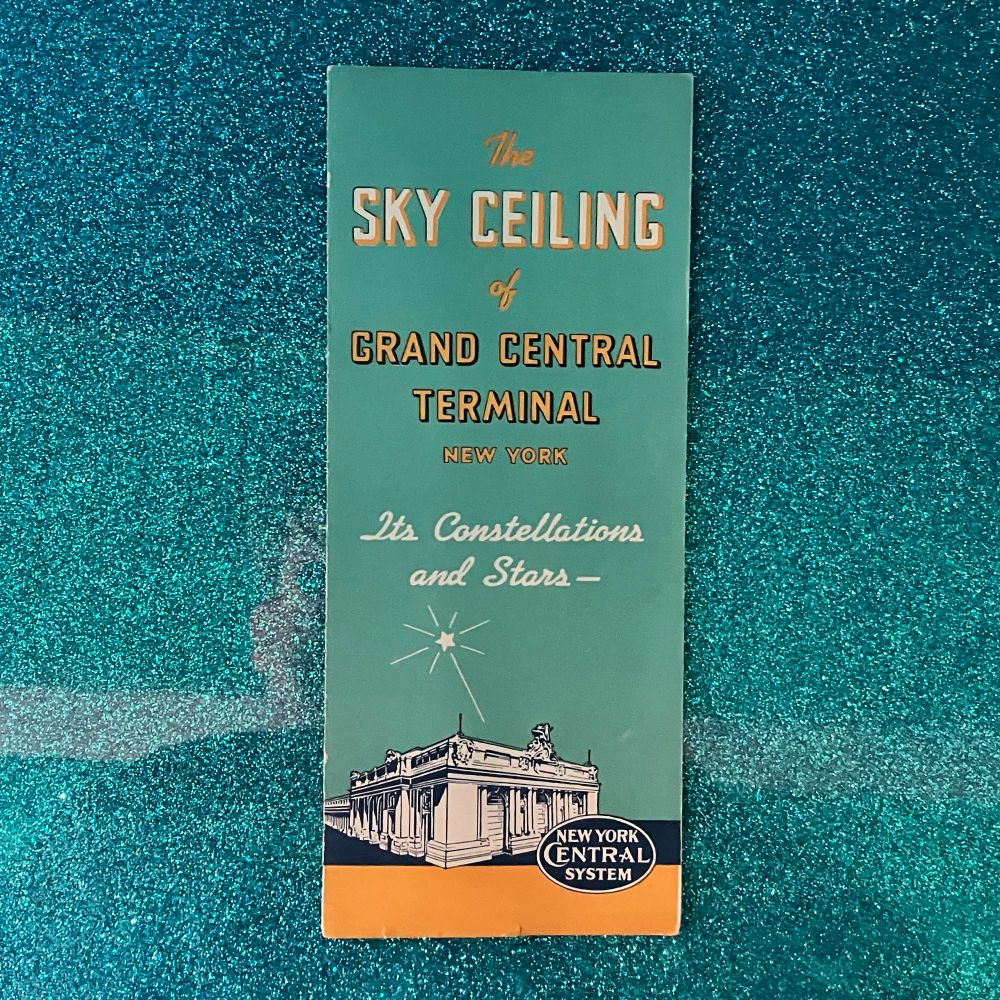 The
SKY CEILING
of
GRAND CENTRAL
TERMINAL
NEW YORK
Its Constellations
and Stars—
NEW YORK
CENTRAL
SYSTEM